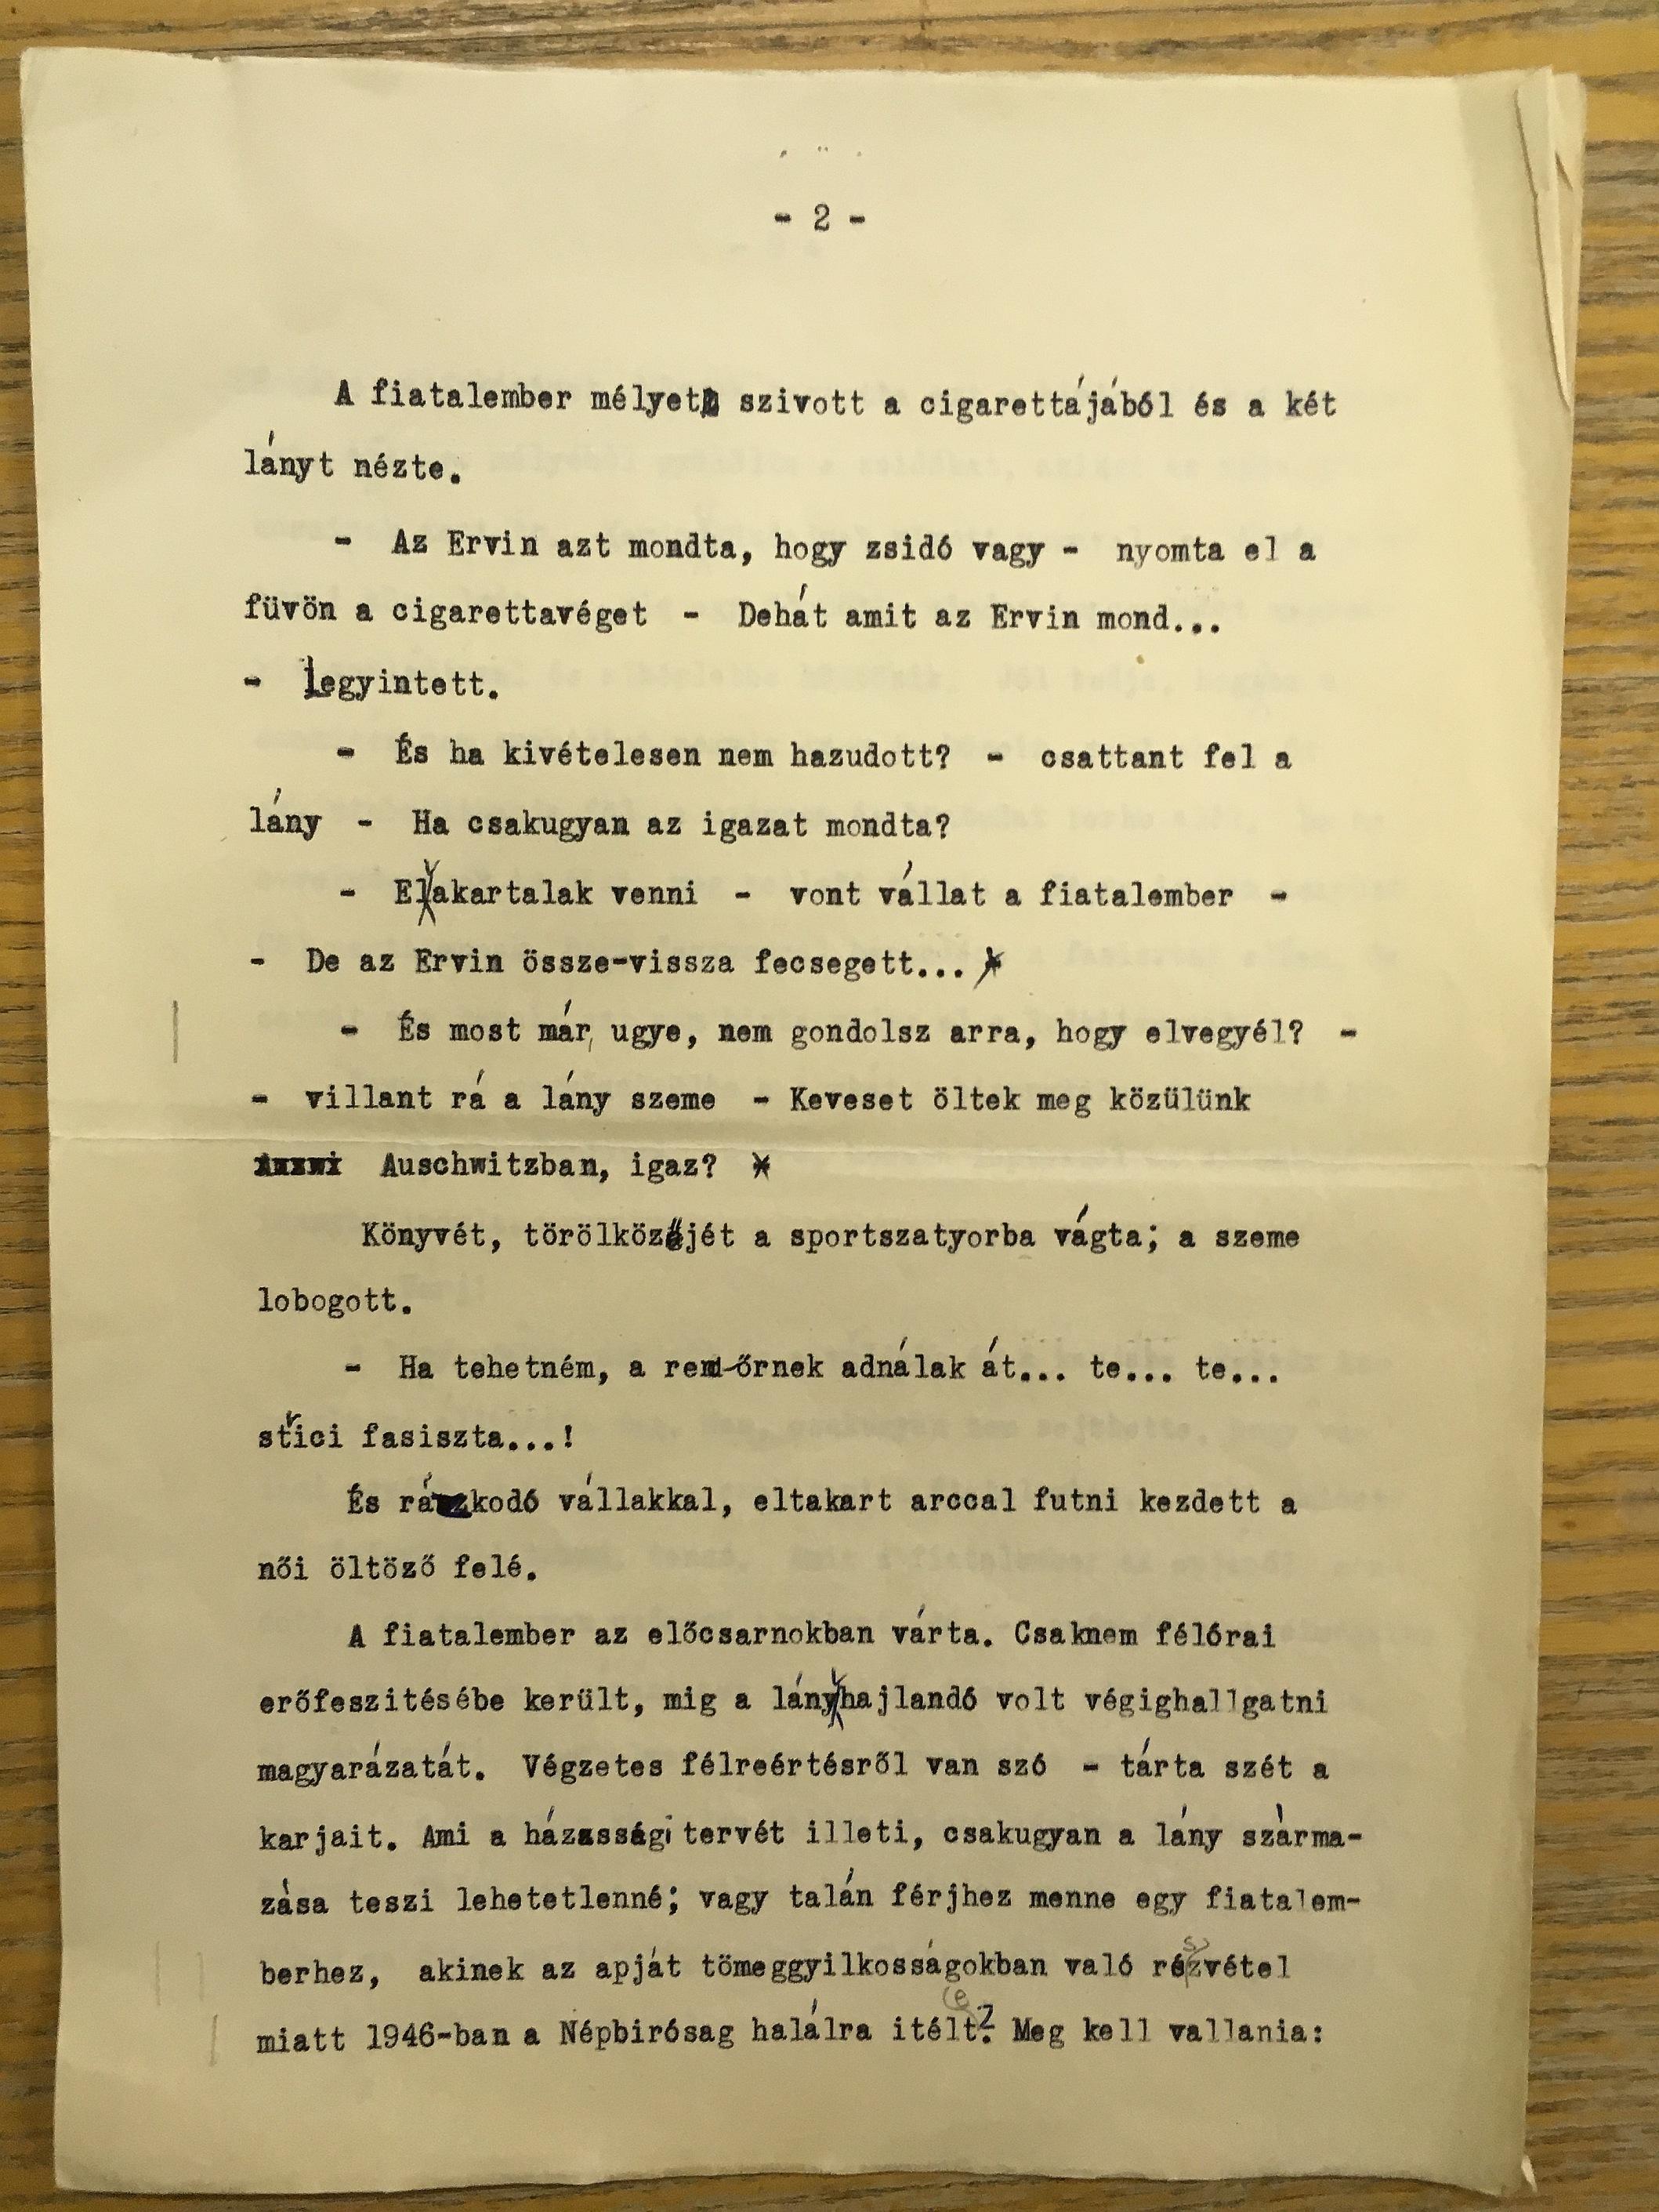 - 2 -
A fiatalember mélyet szivott a cigarettájából és a két
lányt nézte.
- Az Ervin azt mondta, hogy zsidó vagy - nyomta el a
füvön a cigarettavéget - Dehát amit az Ervin mond...
- legyintett.
- És ha kivételesen nem hazudott? - csattant fel a
lány - Ha csakugyan az igazat mondta?
- El akartalak venni - vont vállat a fiatalember -
- De az Ervin össze-vissza fecsegett...
- És most már, ugye, nem gondolsz arra, hogy elvegyél? -
- villant rá a lány szeme - Keveset öltek meg közülünk
Auschwitzban, igaz?
Könyvét, törölközőjét a sportszatyorba vágta; a szeme
lobogott.
- Ha tehetném, a rendőrnek adnálak át... te... te...
strici fasiszta...!
És rázkodó vállakkal, eltakart arccal futni kezdett a
női öltöző felé.
A fiatalember az előcsarnokban várta. Csaknem félórai
erőfeszitésébe került, mig a lány hajlandó volt végighallgatni
magyarázatát. Végzetes félreértésről van szó - tárta szét a
karjait. Ami a házassági tervét illeti, csakugyan a lány szárma-
zása teszi lehetetlenné; vagy talán férjhez menne egy fiatalem-
berhez, akinek az apját tömeggyilkosságokban való részvétel
miatt 1946-ban a Népbiróság halálra itélte? Meg kell vallania: